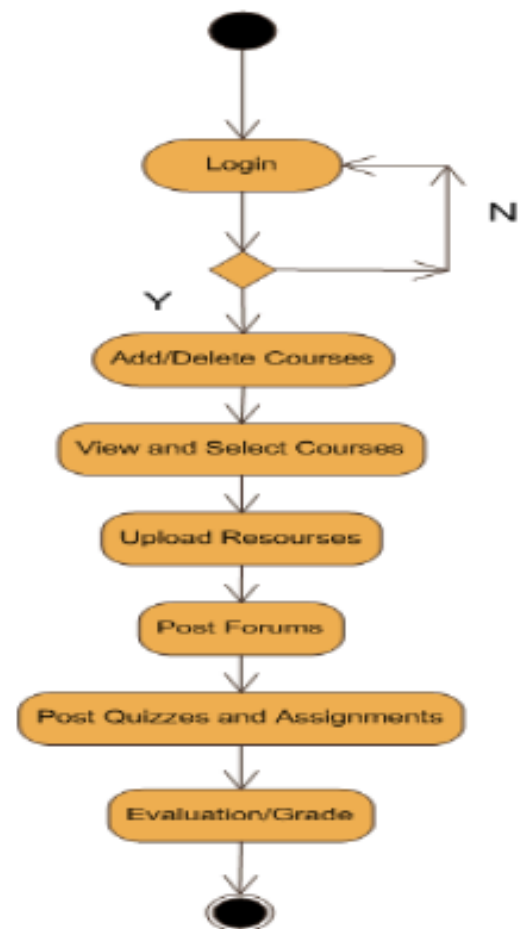 Login
N
Y
Add/Delete Courses
View and Select Courses
Upload Resourses
Post Forums
Post Quizzes and Assignments
Evaluation/Grade